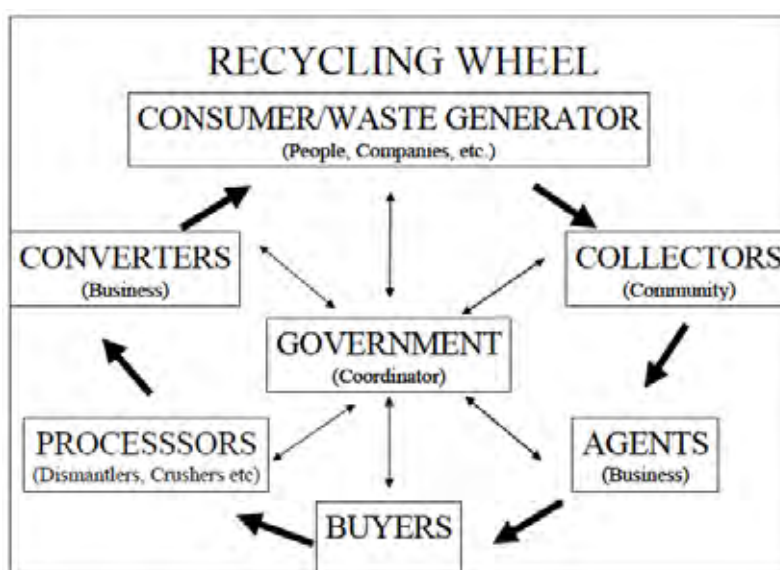 RECYCLING WHEEL
CONSUMER/WASTE GENERATOR
(People, Companies, etc.)
CONVERTERS
(Business)
COLLECTORS
(Community)
GOVERNMENT
(Coordinator)
PROCESSSORS
(Dismantlers, Crushers etc)
AGENTS
(Business)
BUYERS